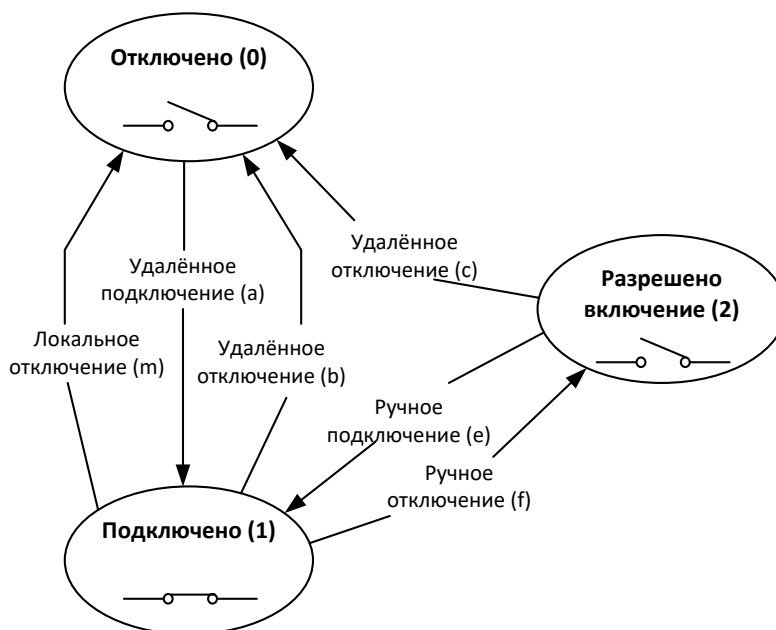 Отключено (0)
Удалённое
отключение (c)
Удалённое
подключение (a)
Разрешено
включение (2)
Локальное
отключение (m)
Удалённое
отключение (b)
Ручное
подключение (e)
Ручное
отключение (f)
Подключено (1)